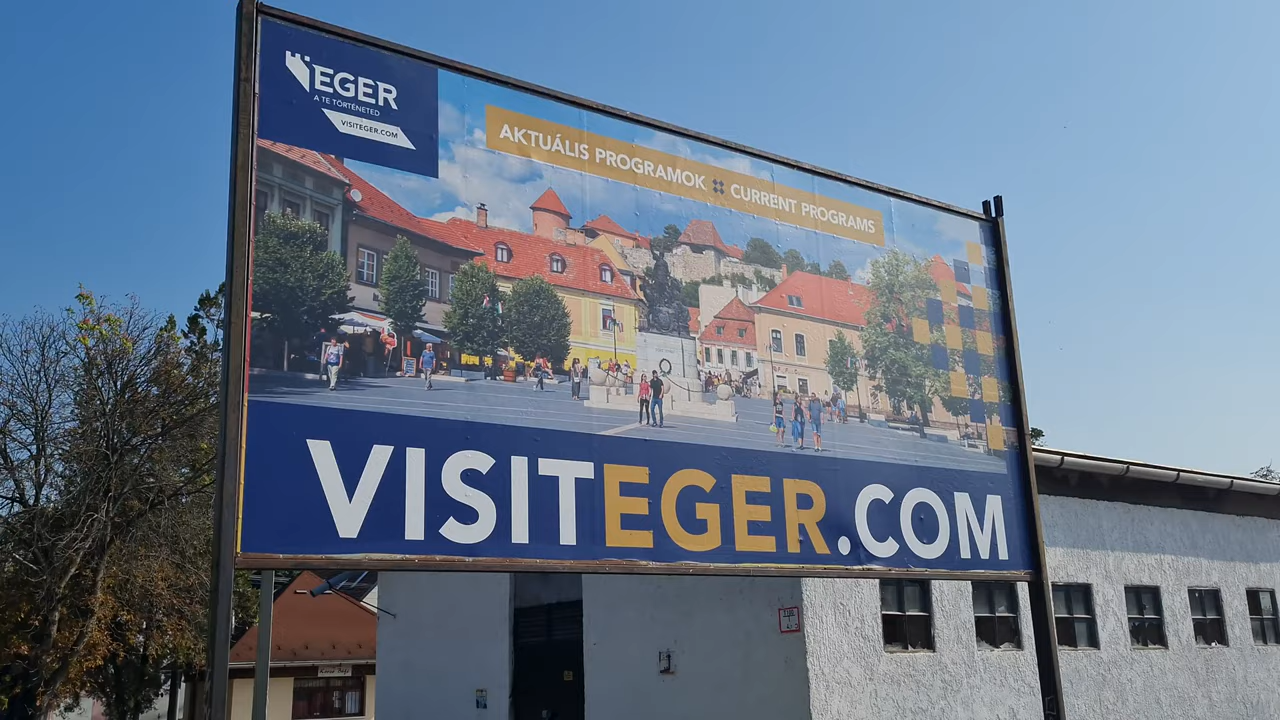 EGER
A TE TÖRTÉNETED
VISITEGER.COM
AKTUÁLIS PROGRAMOK CURRENT PROGRAMS
VISITEGER.COM